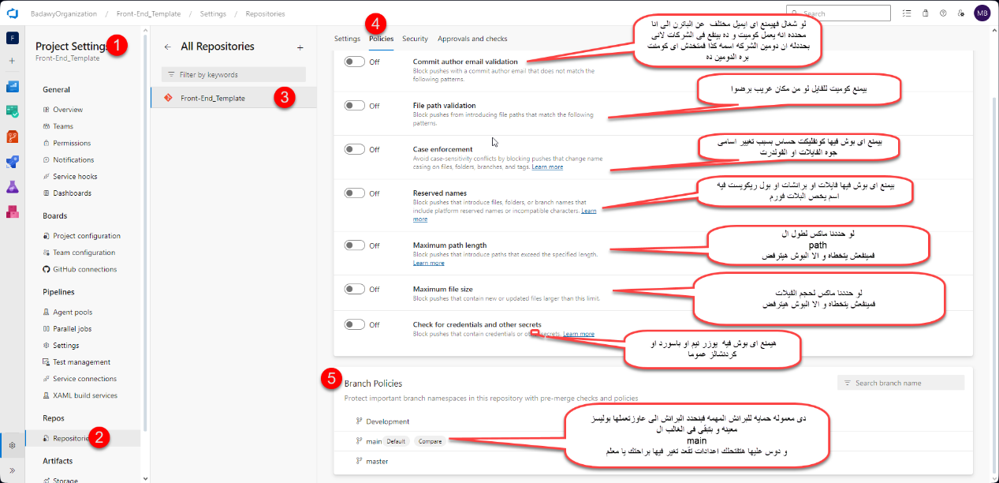 BadawyOrganization / Front-End_Template / Settings / Repositories
Search
MB
F
Project Settings
1
Front-End_Template
General
Overview
Teams
Permissions
Notifications
Service hooks
Dashboards
Boards
Project configuration
Team configuration
GitHub connections
Pipelines
Agent pools
Parallel jobs
Settings
Test management
Service connections
XAML build services
Repos
Repositories
2
Artifacts
Storage
All Repositories
Filter by keywords
Front-End_Template
3
4
Settings Policies Security Approvals and checks
Off
Commit author email validation
Block pushes with a commit author email that does not match the
following patterns.
لو شغال فهيمنع اى ايميل مختلف عن الباترن الى انا
محدده انه يعمل كوميت و ده بينفع فى الشركات لانى
بحددله ان دومين الشركه اسمه كذا فمتخدش اى كومنت
بره الدومين ده
Off
File path validation
Block pushes from introducing file paths that match the following
patterns.
بيمنع كوميت للفايل لو من مكان غريب برضوا
Off
Case enforcement
Avoid case-sensitivity conflicts by blocking pushes that change name
casing on files, folders, branches, and tags. Learn more
بيمنع اى بوش فيها كونفليكت حساس بسبب تغيير اسامى
جوه الفايلات او الفولدرت
Off
Reserved names
Block pushes that introduce files, folders, or branch names that
include platform reserved names or incompatible characters. Learn
more
بيمنع اى بوش فيها فايلات او برانشات او بول ريكويست فيه
اسم يخص البلات فورم
Off
Maximum path length
Block pushes that introduce paths that exceed the specified length.
Learn more
لو حددنا ماكس لطول ال
path
فمينفعش يتخطاه و الا البوش هيترفض
Off
Maximum file size
Block pushes that contain new or updated files larger than this limit.
لو حددنا ماكس لحجم الفيلات
فمينفعش يتخطاه و الا البوش هيترفض
Off
Check for credentials and other secrets
Block pushes that contain credentials or other secrets. Learn more
هيمنع اى بوش فيه يوزر نيم او باسورد او
كردنشالز عموما
5
Branch Policies
Search branch name
Protect important branch namespaces in this repository with pre-merge checks and policies
Development
main Default Compare
master
دى معموله حمايه للبرانش المهمه فينحدد البرانش الى عاوز تعملها بوليسز
معينه و بتبقى فى الغالب ال
main
و دوس عليها هتفتحلك اعدادات تقعد تغير فيها براحتك يا معلم